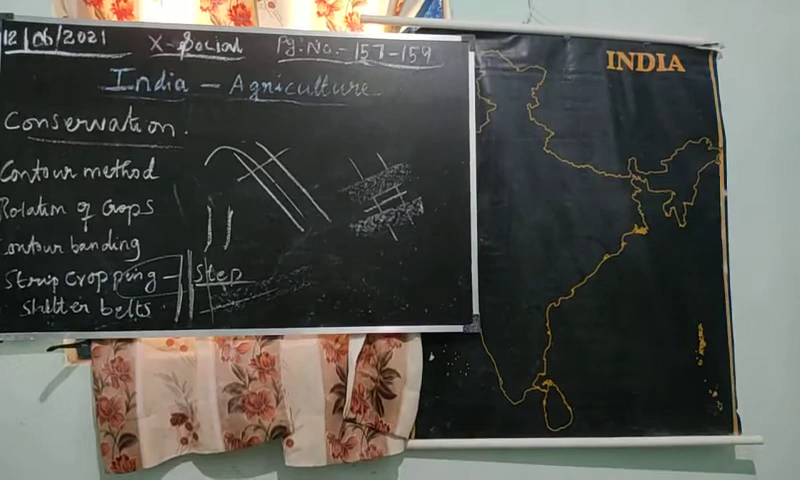 12/06/2021 X-Social Pg: No. - 157-159
India - Agriculture
Conservation.
Contour method
Rotation of Crops
Contour banding
Strip Cropping - Step
Shelter belts
INDIA